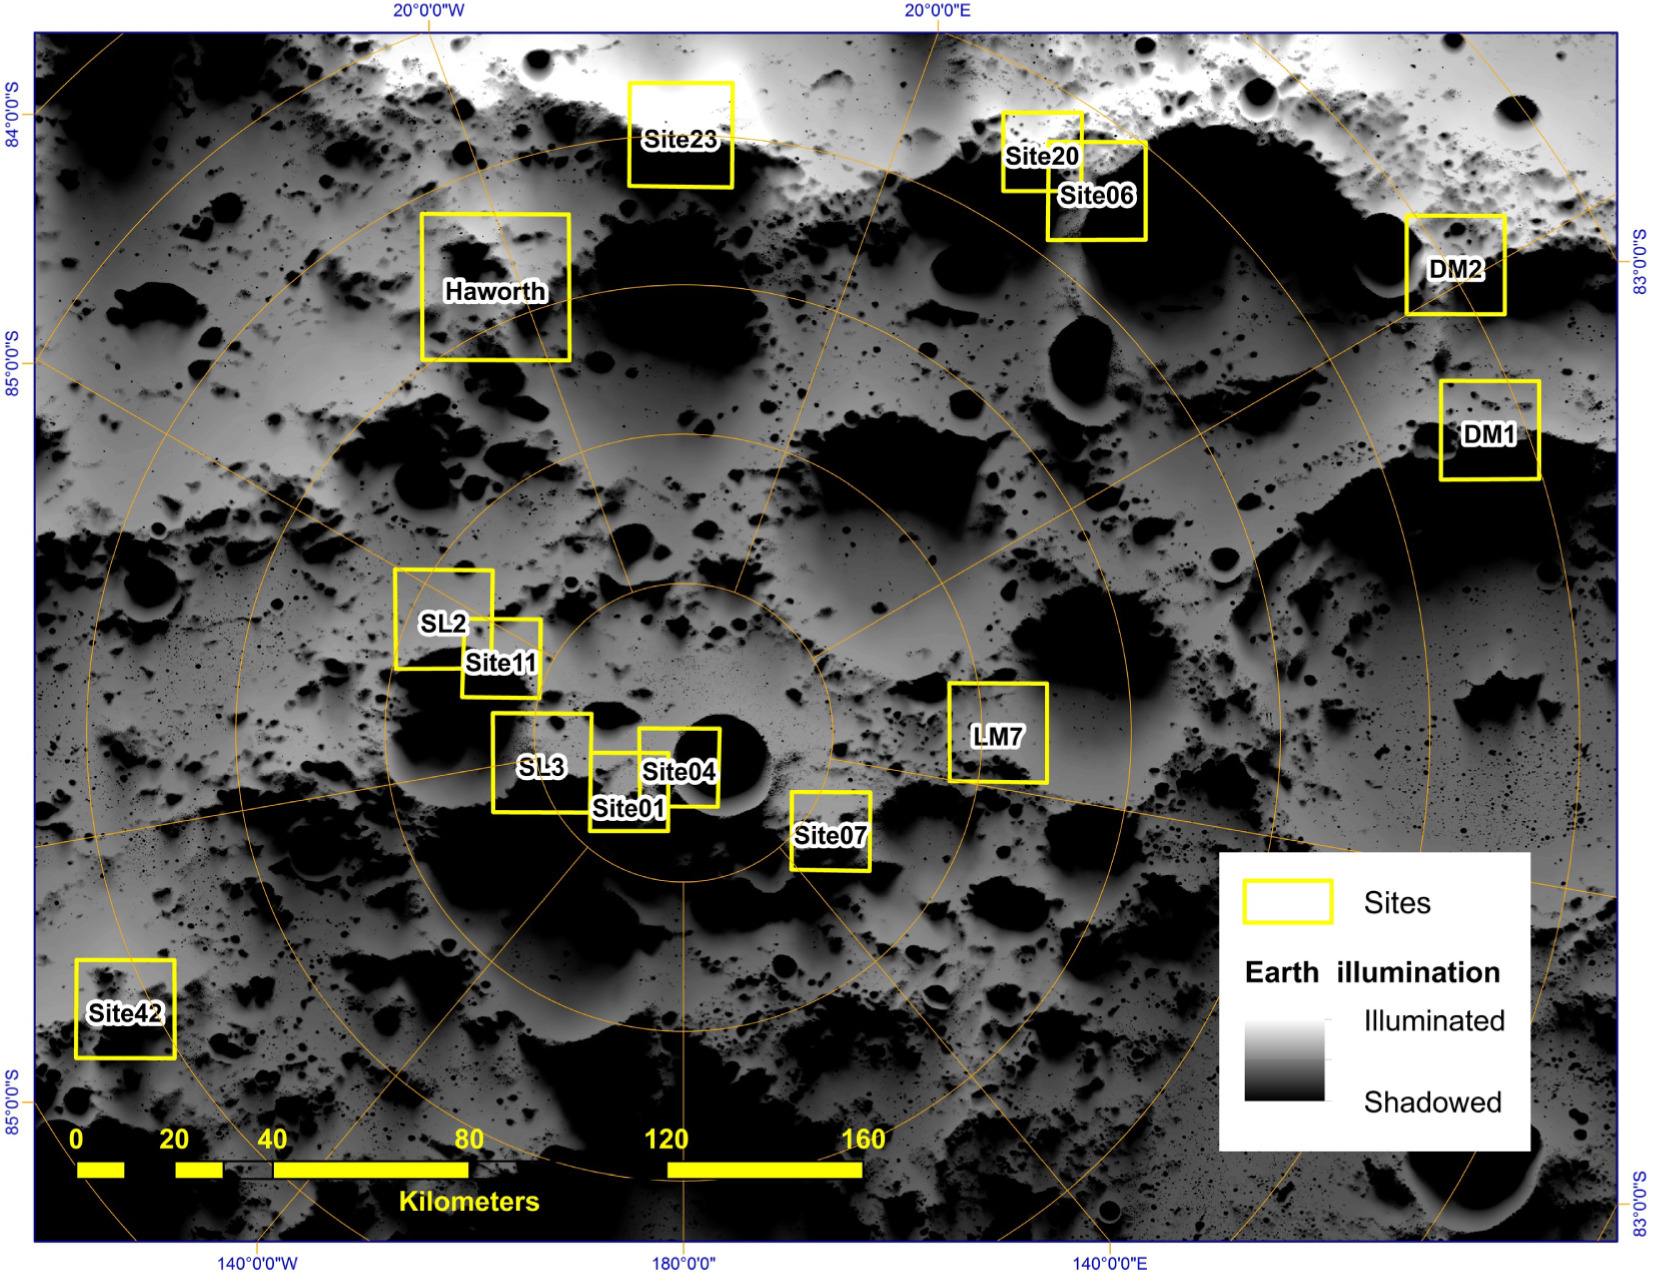 20°0'0"W
20°0'0"E
84°0'0"S
Site23
Site20
Site06
83°0'0"S
DM2
Haworth
85°0'0"S
DM1
SL2
Site11
LM7
SL3
Site04
Site01
Site07
Sites
Earth illumination
Illuminated
Shadowed
Site42
85°0'0"S
0 20 40 80 120 160
Kilometers
83°0'0"S
140°0'0"W
180°0'0"
140°0'0"E